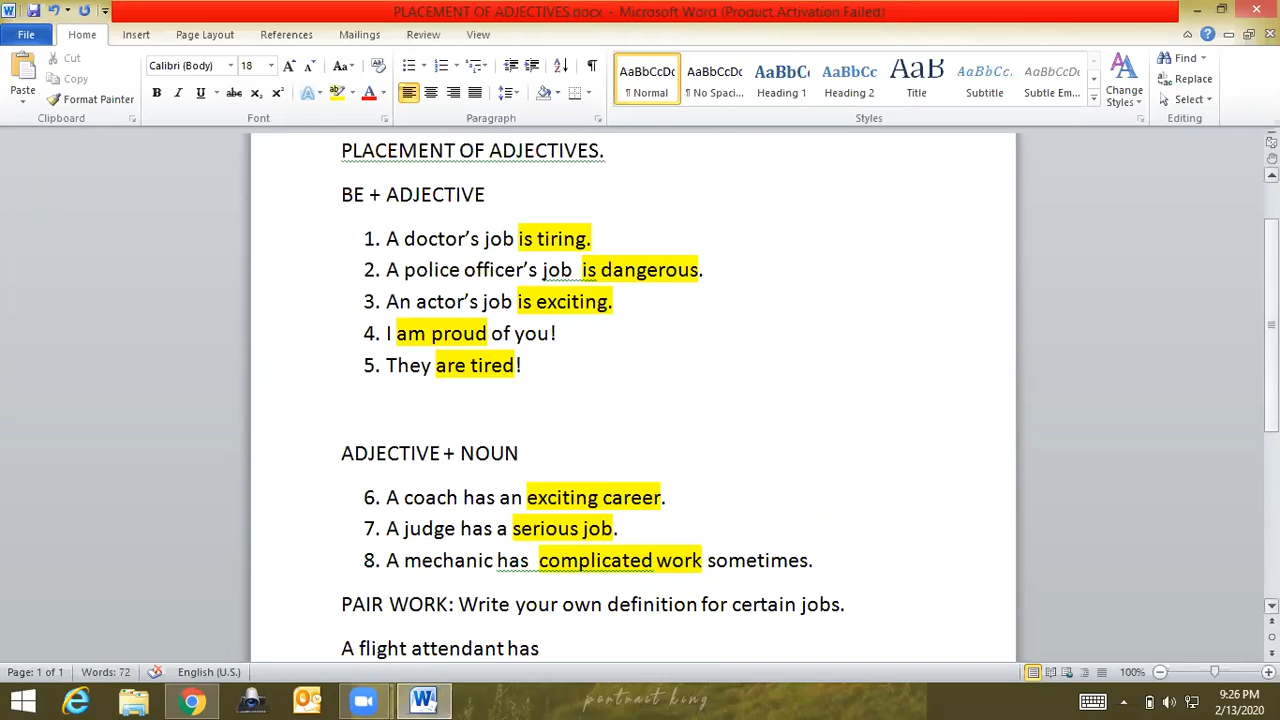 PLACEMENT OF ADJECTIVES.docx - Microsoft Word (Product Activation Failed)
File Home Insert Page Layout References Mailings Review View
Cut
Copy
Format Painter
Paste
Calibri (Body) 18
Find
Replace
Select
AaBbCcDc AaBbCcDc AaBbCc AaBbCc AaB AaBbCcl AaBbCcDc
¶ Normal ¶ No Spaci... Heading 1 Heading 2 Title Subtitle Subtle Em...
Change Styles
Clipboard Font Paragraph Styles Editing
PLACEMENT OF ADJECTIVES.
BE + ADJECTIVE
1. A doctor’s job is tiring.
2. A police officer’s job is dangerous.
3. An actor’s job is exciting.
4. I am proud of you!
5. They are tired!
ADJECTIVE + NOUN
6. A coach has an exciting career.
7. A judge has a serious job.
8. A mechanic has complicated work sometimes.
PAIR WORK: Write your own definition for certain jobs.
A flight attendant has
Page: 1 of 1 Words: 72 English (U.S.) 100%
portrait king
9:26 PM
2/13/2020